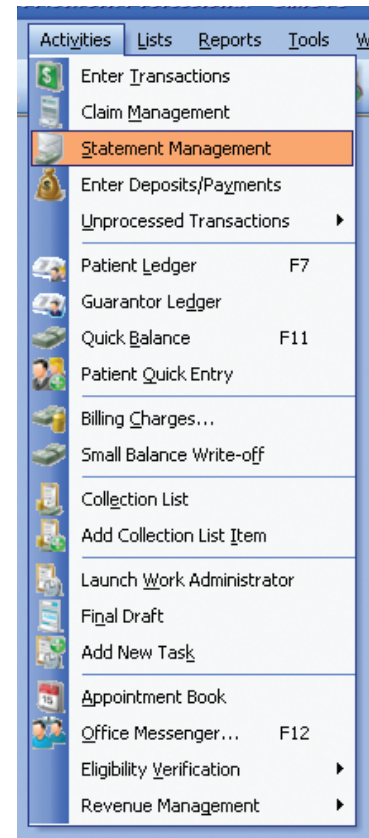 Activities Lists Reports Tools W
Enter Transactions
Claim Management
Statement Management
Enter Deposits/Payments
Unprocessed Transactions
Patient Ledger F7
Guarantor Ledger
Quick Balance F11
Patient Quick Entry
Billing Charges...
Small Balance Write-off
Collection List
Add Collection List Item
Launch Work Administrator
Final Draft
Add New Task
15
Appointment Book
Office Messenger... F12
Eligibility Verification
Revenue Management